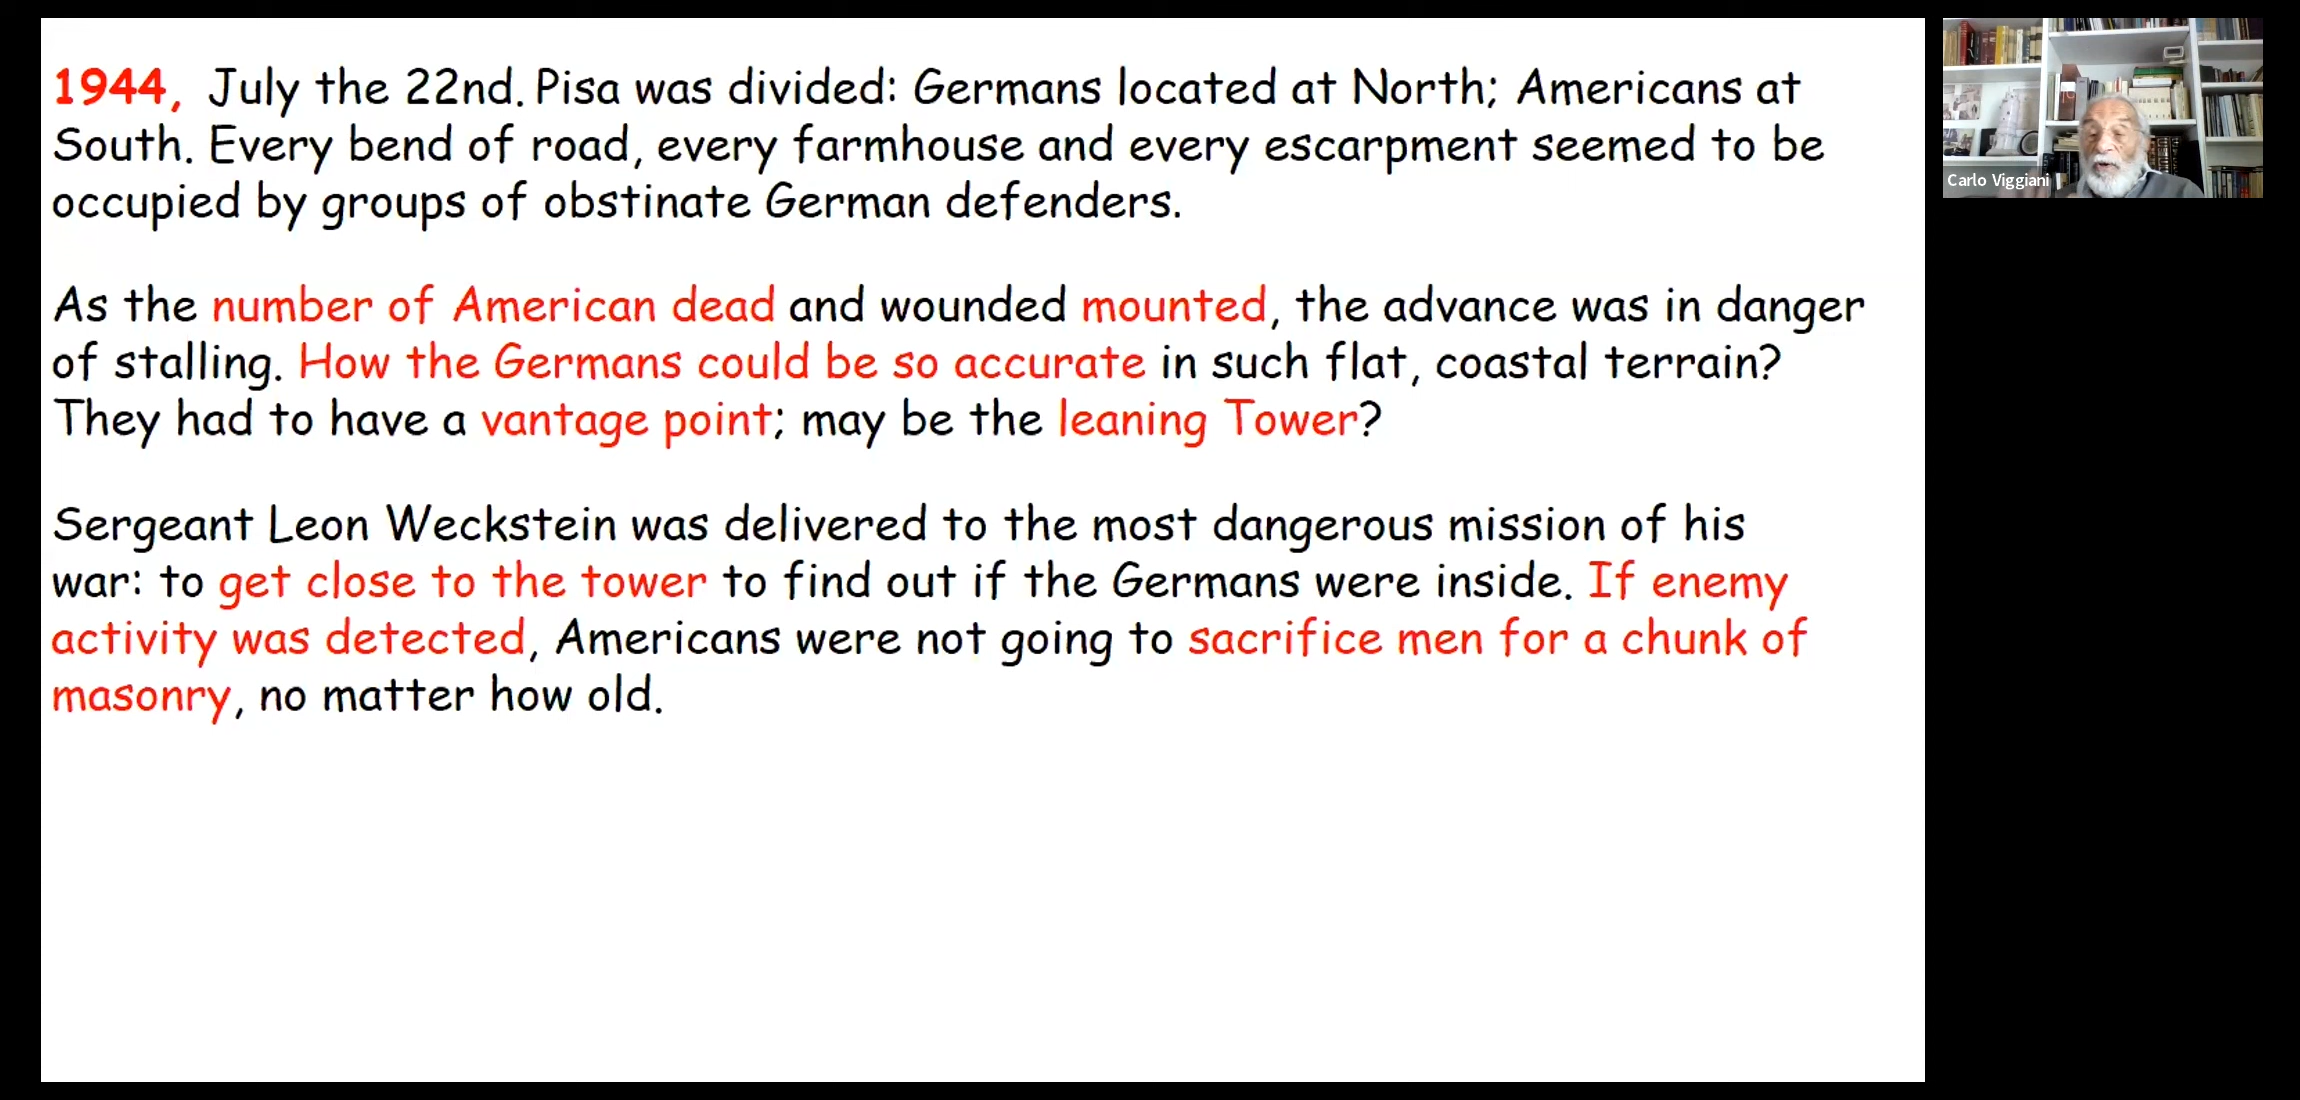 1944, July the 22nd. Pisa was divided: Germans located at North; Americans at
South. Every bend of road, every farmhouse and every escarpment seemed to be
occupied by groups of obstinate German defenders.
As the number of American dead and wounded mounted, the advance was in danger
of stalling. How the Germans could be so accurate in such flat, coastal terrain?
They had to have a vantage point; may be the leaning Tower?
Sergeant Leon Weckstein was delivered to the most dangerous mission of his
war: to get close to the tower to find out if the Germans were inside. If enemy
activity was detected, Americans were not going to sacrifice men for a chunk of
masonry, no matter how old.
Carlo Viggiani